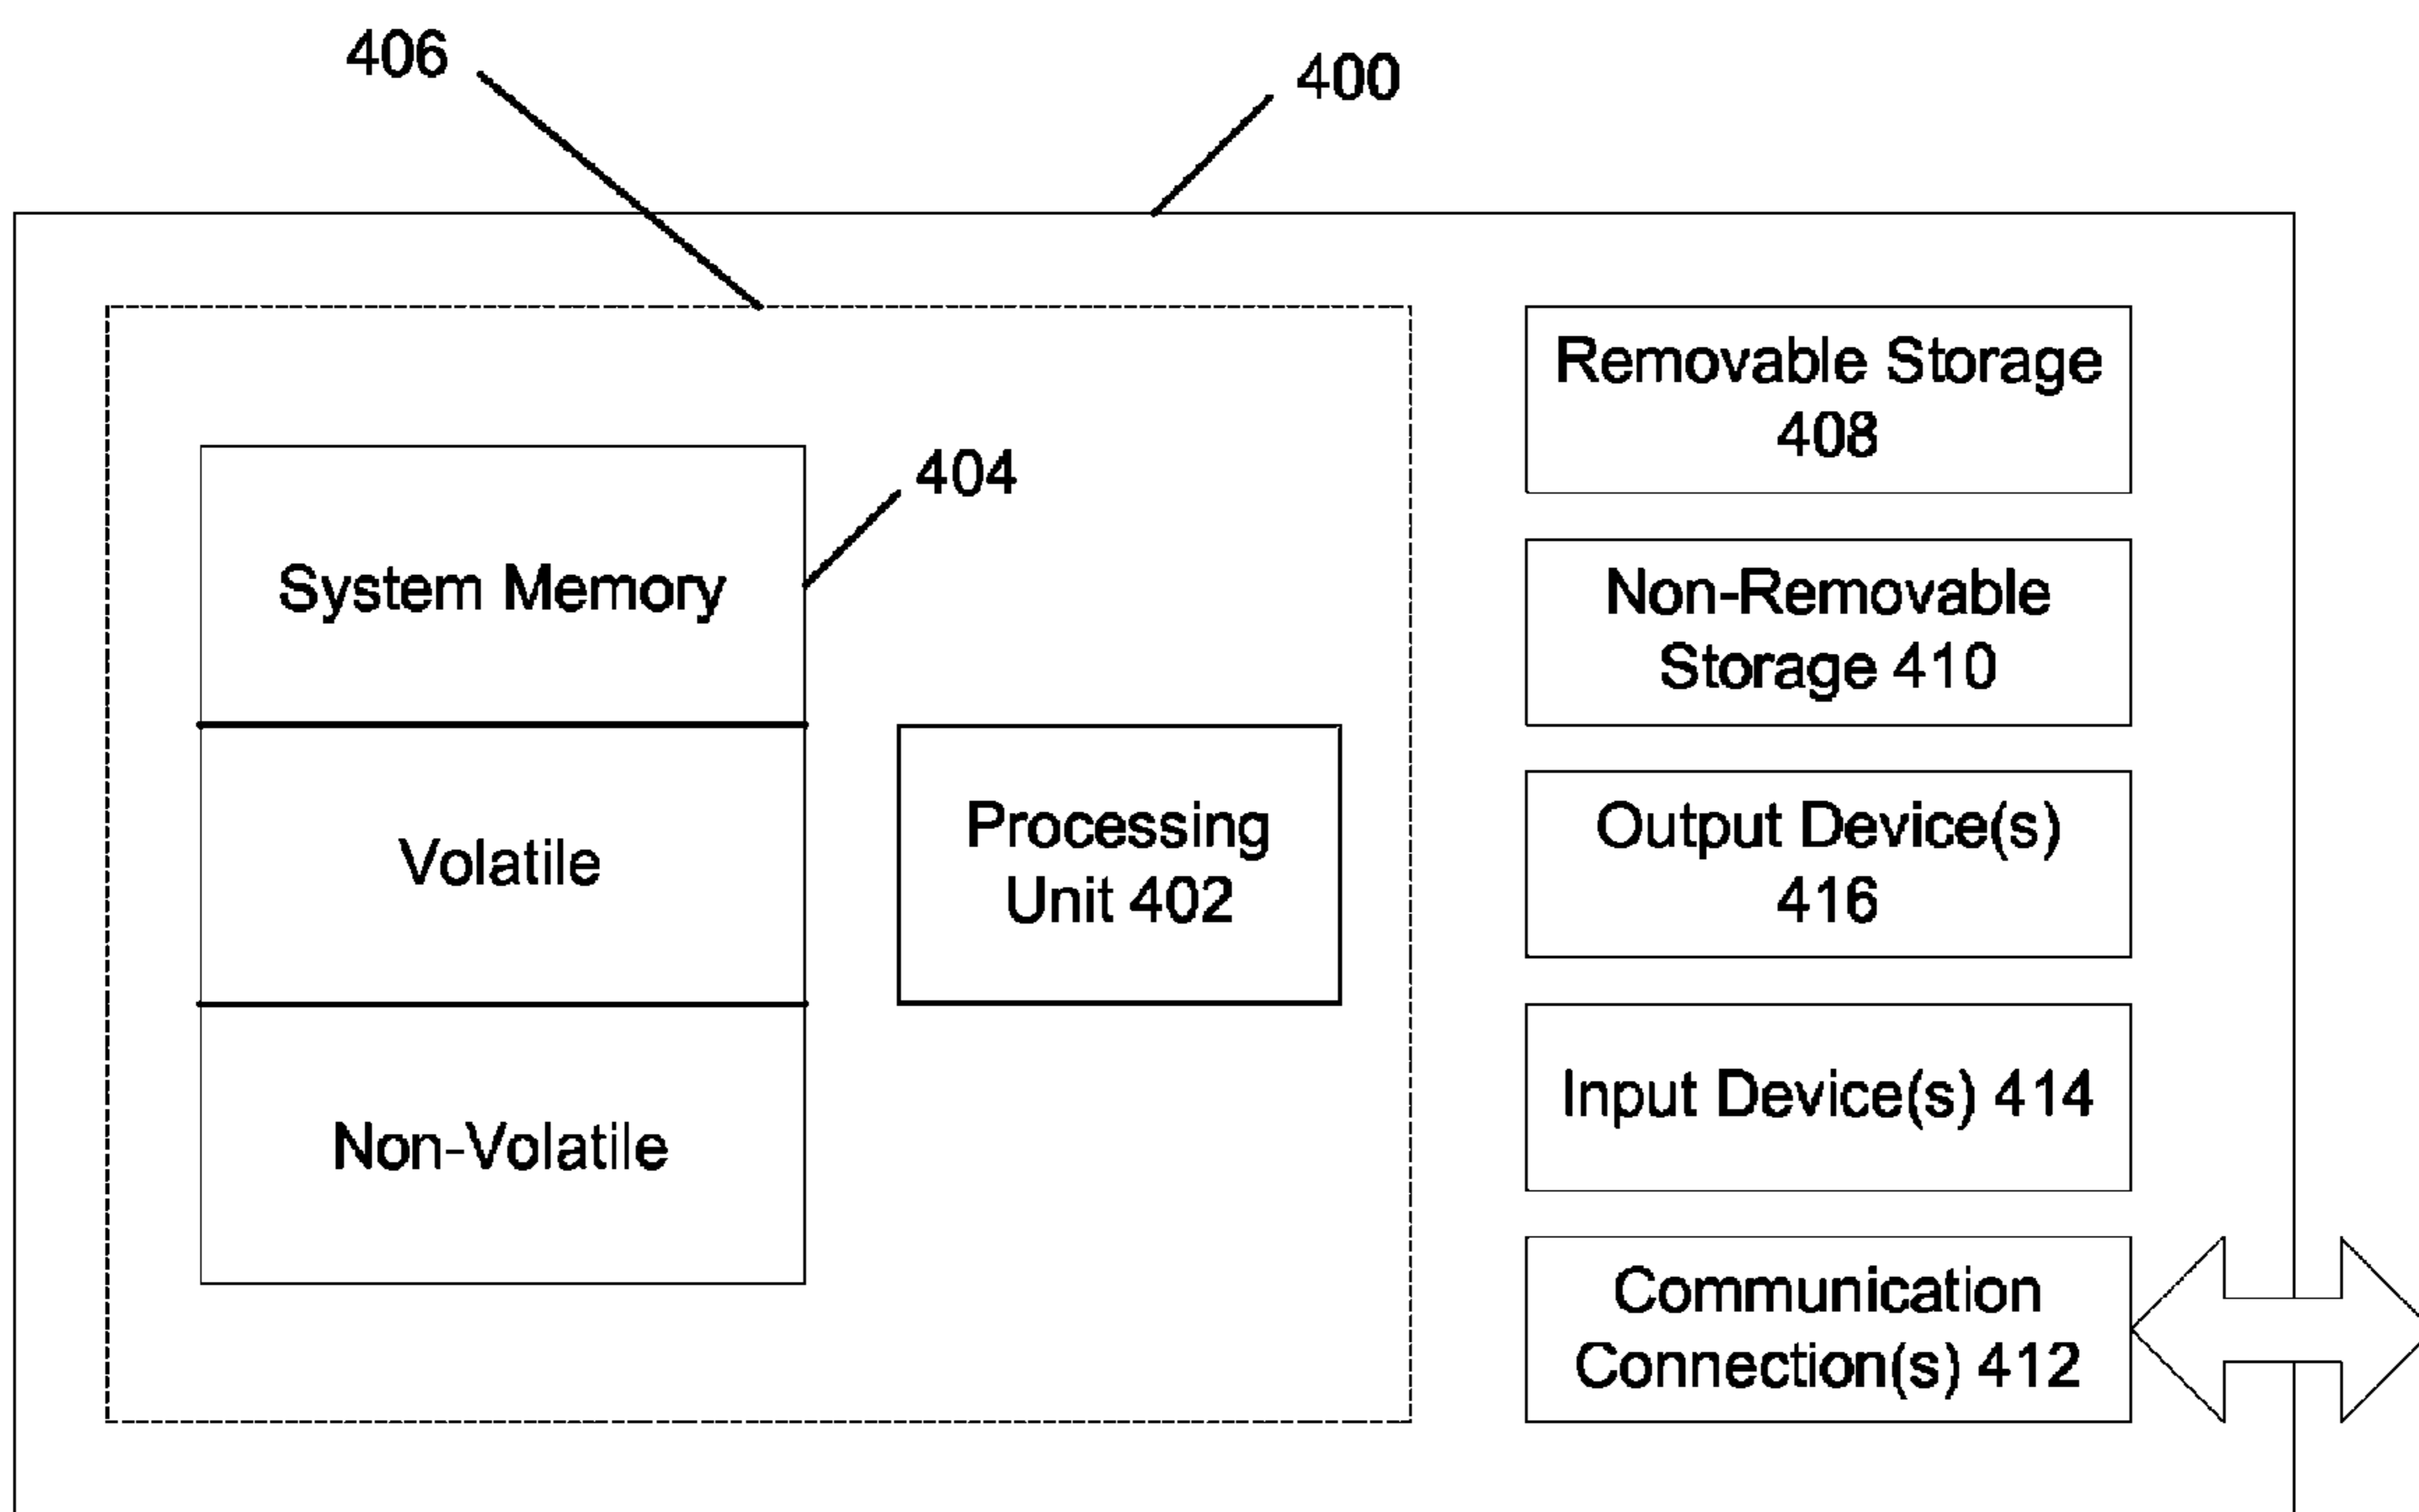 406
400
Removable Storage
408
404
System Memory
Non-Removable
Storage 410
Volatile
Processing
Unit 402
Output Device(s)
416
Non-Volatile
Input Device(s) 414
Communication
Connection(s) 412